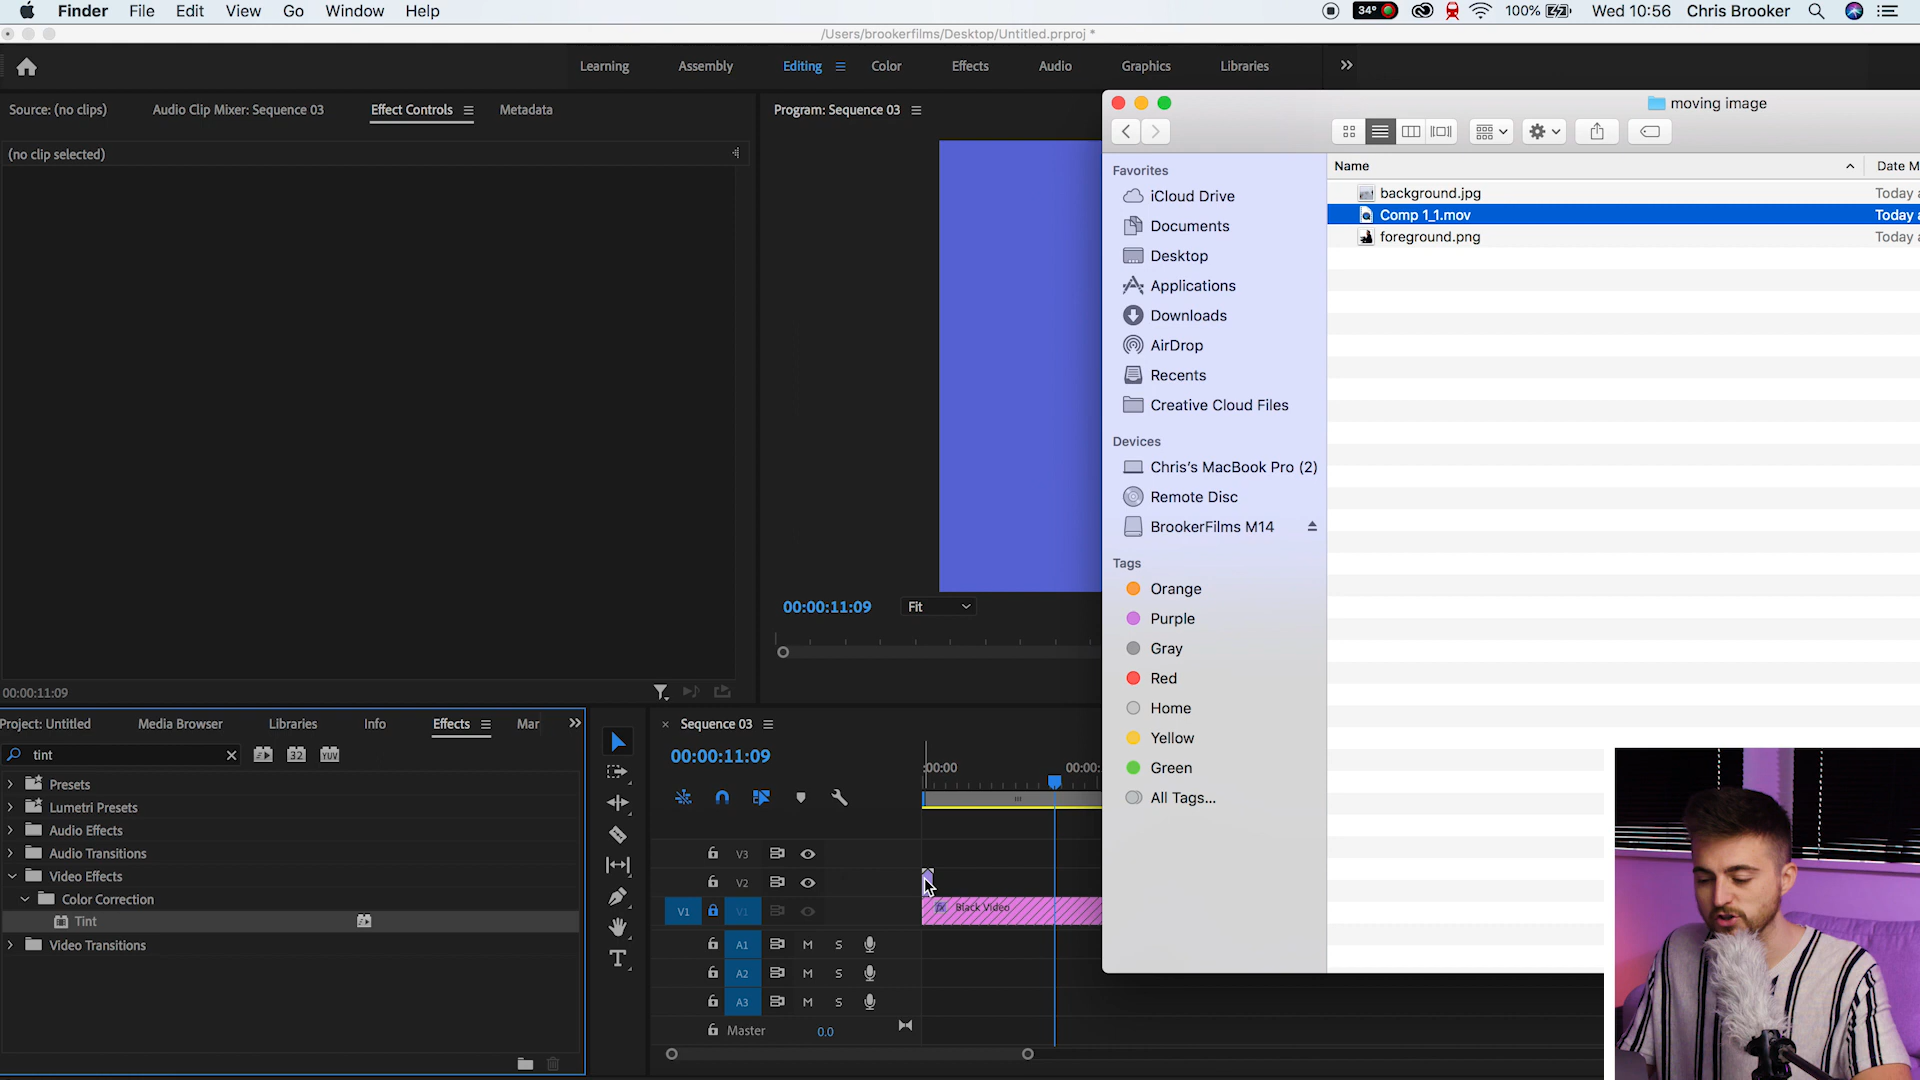 Finder File Edit View Go Window Help 34° 100% Wed 10:56 Chris Brooker
/Users/brookerfilms/Desktop/Untitled.prproj *
Learning Assembly Editing Color Effects Audio Graphics Libraries
Source: (no clips) Audio Clip Mixer: Sequence 03 Effect Controls Metadata
(no clip selected)
00:00:11:09
Program: Sequence 03
00:00:11:09 Fit
moving image
Favorites
iCloud Drive
Documents
Desktop
Applications
Downloads
AirDrop
Recents
Creative Cloud Files
Devices
Chris's MacBook Pro (2)
Remote Disc
BrookerFilms M14
Tags
Orange
Purple
Gray
Red
Home
Yellow
Green
All Tags...
Name Date M
background.jpg Today a
Comp 1_1.mov Today a
foreground.png Today a
Project: Untitled Media Browser Libraries Info Effects Mar
tint 32 YUV
Presets
Lumetri Presets
Audio Effects
Audio Transitions
Video Effects
Color Correction
Tint
Video Transitions
Sequence 03
00:00:11:09
:00:00 00:00:
V3
V2
V1 V1 fx Black Video
A1 M S
A2 M S
A3 M S
Master 0.0